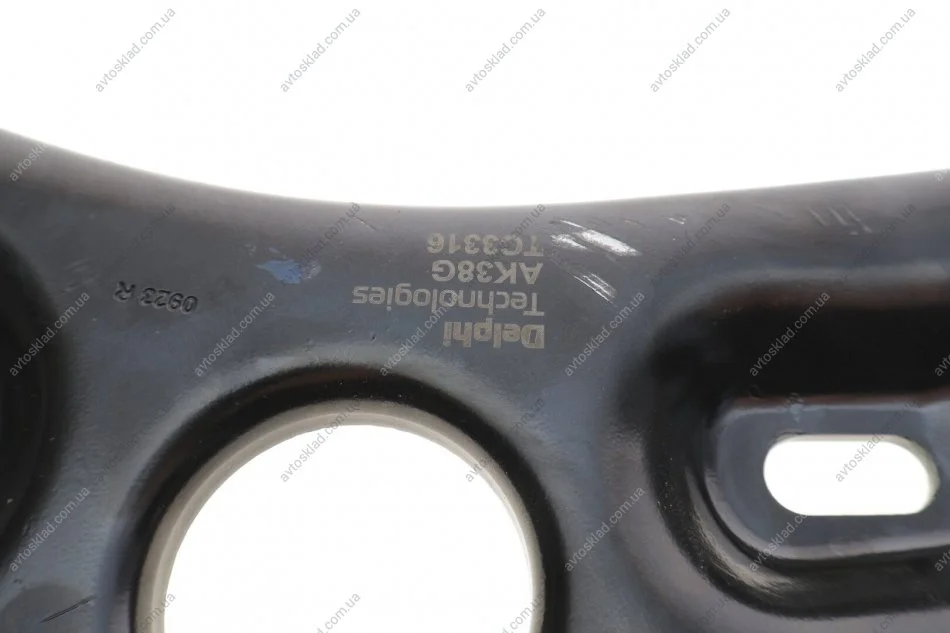 Delphi
Technologies
AK38G
TC3316
0923 R
avtosklad.com.ua